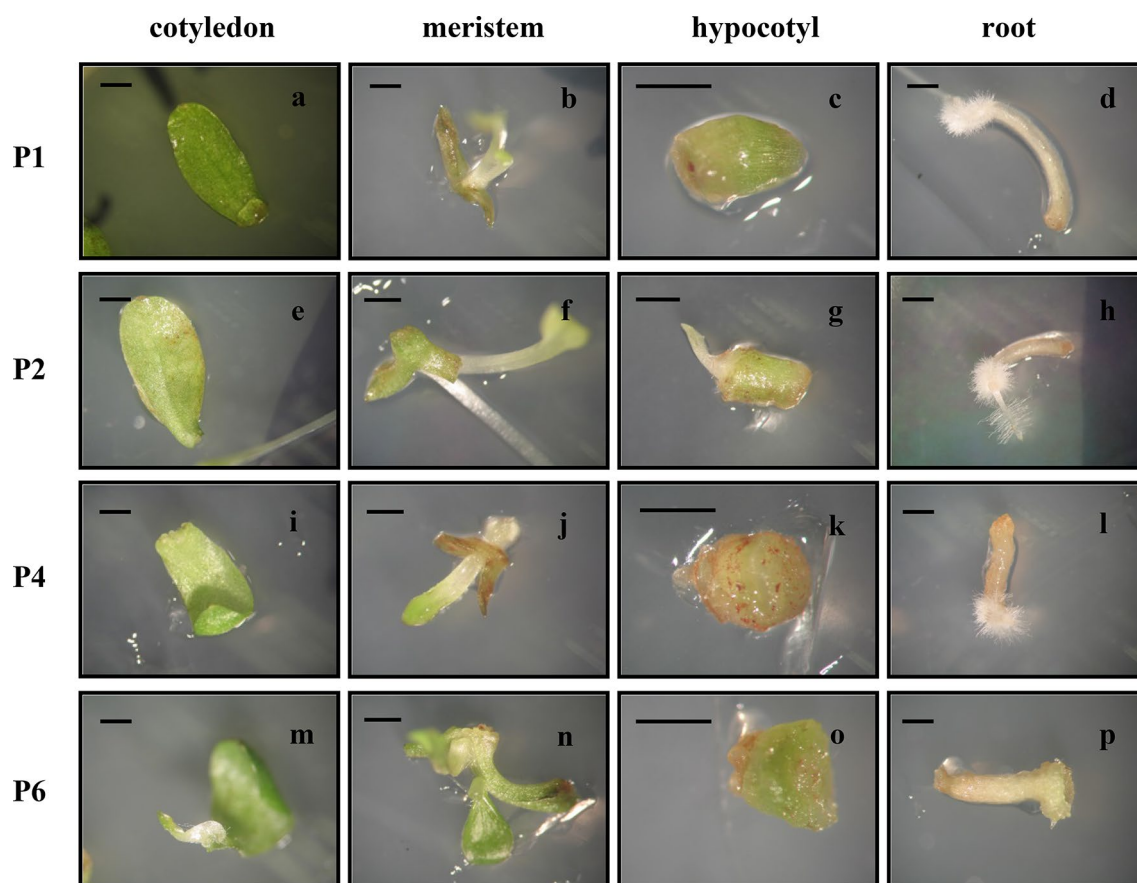 cotyledon meristem hypocotyl root
P1 a b c d
P2 e f g h
P4 i j k l
P6 m n o p